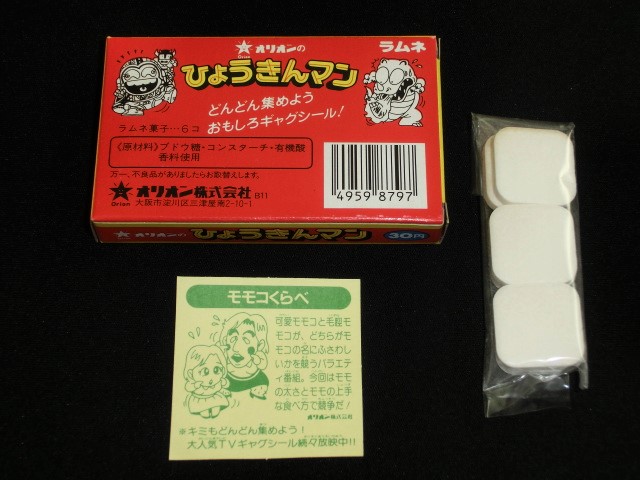 オリオンの
Orion
ラムネ
ひょうきんマン
どんどん集めよう
おもしろギャグシール!
ラムネ菓子…6コ
《原材料》ブドウ糖・コンスターチ・有機酸
香料使用
万一、不良品がありましたらお取替えします。
オリオン株式会社 B11
Orion
大阪市淀川区三津屋南2-10-1
4959 8797
オリオンの
ひょうきんマン
30円
モモコくらべ
可愛モモコと毛脛モ
モコが、どちらがモ
モコの名にふさわし
いかを競うバラエテ
ィ番組。今回はモモ
の太さとモモの上手
な食べ方で競争だ!
オリオン株式会社
※キミもどんどん集めよう!
大人気TVギャグシール続々放映中!!